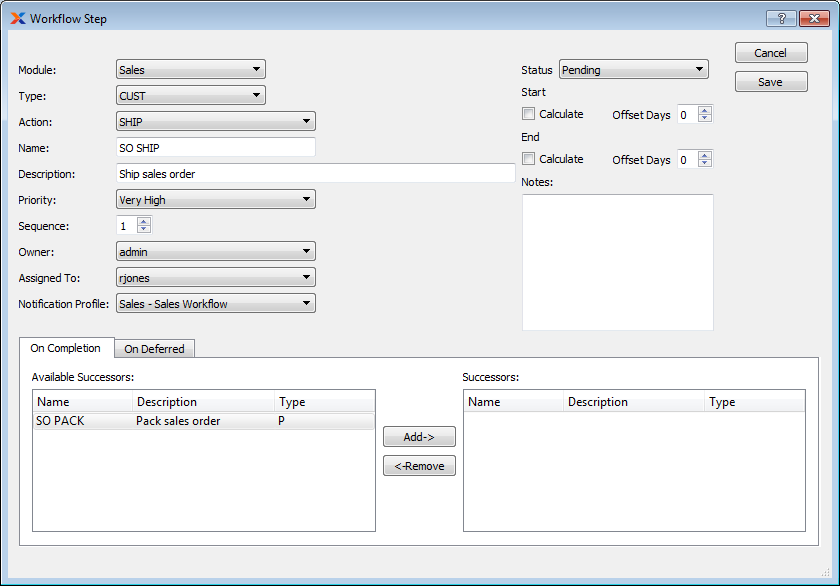 Workflow Step
Cancel
Save
Module: Sales
Type: CUST
Action: SHIP
Name: SO SHIP
Description: Ship sales order
Priority: Very High
Sequence: 1
Owner: admin
Assigned To: rjones
Notification Profile: Sales - Sales Workflow
Status Pending
Start
Calculate Offset Days 0
End
Calculate Offset Days 0
Notes:
On Completion On Deferred
Available Successors:
Name Description Type
SO PACK Pack sales order P
Add->
<-Remove
Successors:
Name Description Type